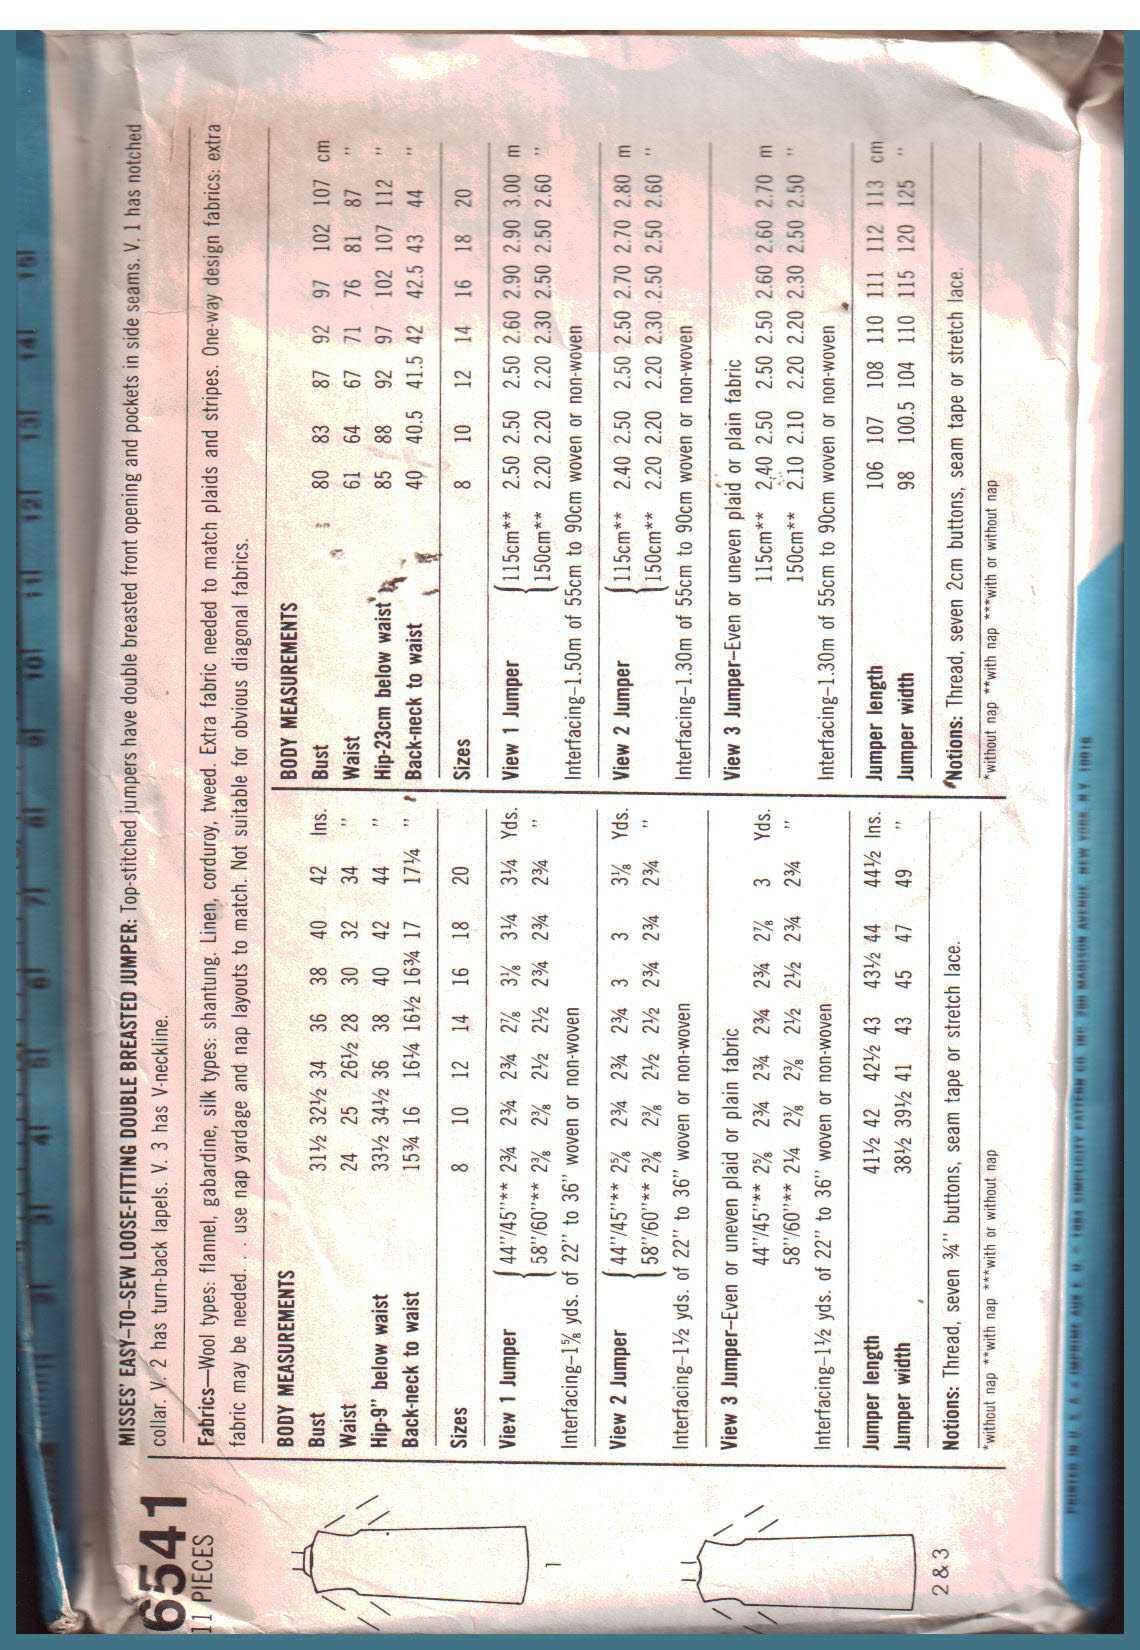 6541
11 PIECES
MISSES' EASY-TO-SEW LOOSE-FITTING DOUBLE BREASTED JUMPER: Top-stitched jumpers have double breasted front opening and pockets in side seams. V. 1 has notched
collar. V. 2 has turn-back lapels. V. 3 has V-neckline.
Fabrics—Wool types: flannel, gabardine, silk types: shantung. Linen, corduroy, tweed. Extra fabric needed to match plaids and stripes. One-way design fabrics: extra
fabric may be needed. . . use nap yardage and nap layouts to match. Not suitable for obvious diagonal fabrics.
BODY MEASUREMENTS
Bust 31½ 32½ 34 36 38 40 42 Ins.
Waist 24 25 26½ 28 30 32 34 "
Hip-9" below waist 33½ 34½ 36 38 40 42 44 "
Back-neck to waist 15¾ 16 16¼ 16½ 16¾ 17 17¼ "
Sizes 8 10 12 14 16 18 20
View 1 Jumper { 44"/45"** 2¾ 2¾ 2¾ 2⅞ 3⅛ 3¼ 3¼ Yds.
58"/60"** 2⅜ 2⅜ 2½ 2½ 2¾ 2¾ 2¾ "
Interfacing–1⅝ yds. of 22" to 36" woven or non-woven
View 2 Jumper { 44"/45"** 2⅝ 2¾ 2¾ 2¾ 3 3 3⅛ Yds.
58"/60"** 2⅜ 2⅜ 2½ 2½ 2¾ 2¾ 2¾ "
Interfacing–1½ yds. of 22" to 36" woven or non-woven
View 3 Jumper–Even or uneven plaid or plain fabric
44"/45"** 2⅝ 2¾ 2¾ 2¾ 2¾ 2⅞ 3 Yds.
58"/60"** 2¼ 2⅜ 2⅜ 2½ 2½ 2¾ 2¾ "
Interfacing–1½ yds. of 22" to 36" woven or non-woven
Jumper length 41½ 42 42½ 43 43½ 44 44½ Ins.
Jumper width 38½ 39½ 41 43 45 47 49 "
Notions: Thread, seven ¾" buttons, seam tape or stretch lace.
*without nap **with nap ***with or without nap
BODY MEASUREMENTS
Bust 80 83 87 92 97 102 107 cm
Waist 61 64 67 71 76 81 87 "
Hip-23cm below waist 85 88 92 97 102 107 112 "
Back-neck to waist 40 40.5 41.5 42 42.5 43 44 "
Sizes 8 10 12 14 16 18 20
View 1 Jumper { 115cm** 2.50 2.50 2.50 2.60 2.90 2.90 3.00 m
150cm** 2.20 2.20 2.20 2.30 2.50 2.50 2.60 "
Interfacing–1.50m of 55cm to 90cm woven or non-woven
View 2 Jumper { 115cm** 2.40 2.50 2.50 2.50 2.70 2.70 2.80 m
150cm** 2.20 2.20 2.20 2.30 2.50 2.50 2.60 "
Interfacing–1.30m of 55cm to 90cm woven or non-woven
View 3 Jumper–Even or uneven plaid or plain fabric
115cm** 2.40 2.50 2.50 2.50 2.60 2.60 2.70 m
150cm** 2.10 2.10 2.20 2.20 2.30 2.50 2.50 "
Interfacing–1.30m of 55cm to 90cm woven or non-woven
Jumper length 106 107 108 110 111 112 113 cm
Jumper width 98 100.5 104 110 115 120 125 "
Notions: Thread, seven 2cm buttons, seam tape or stretch lace.
*without nap **with nap ***with or without nap
1
2 & 3
PRINTED IN U.S.A. SIMPLICITY PATTERN CO. INC. 200 MADISON AVENUE NEW YORK NY 10016